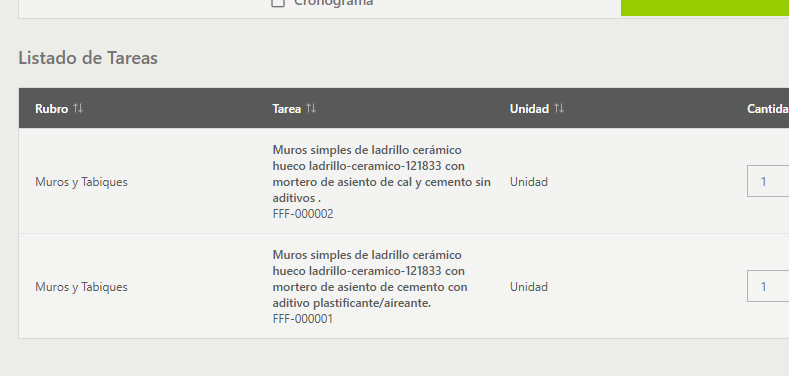 Cronograma
Listado de Tareas
Rubro Tarea Unidad Cantida
Muros simples de ladrillo cerámico
hueco ladrillo-ceramico-121833 con
Muros y Tabiques mortero de asiento de cal y cemento sin Unidad 1
aditivos .
FFF-000002
Muros simples de ladrillo cerámico
hueco ladrillo-ceramico-121833 con
Muros y Tabiques mortero de asiento de cemento con Unidad 1
aditivo plastificante/aireante.
FFF-000001